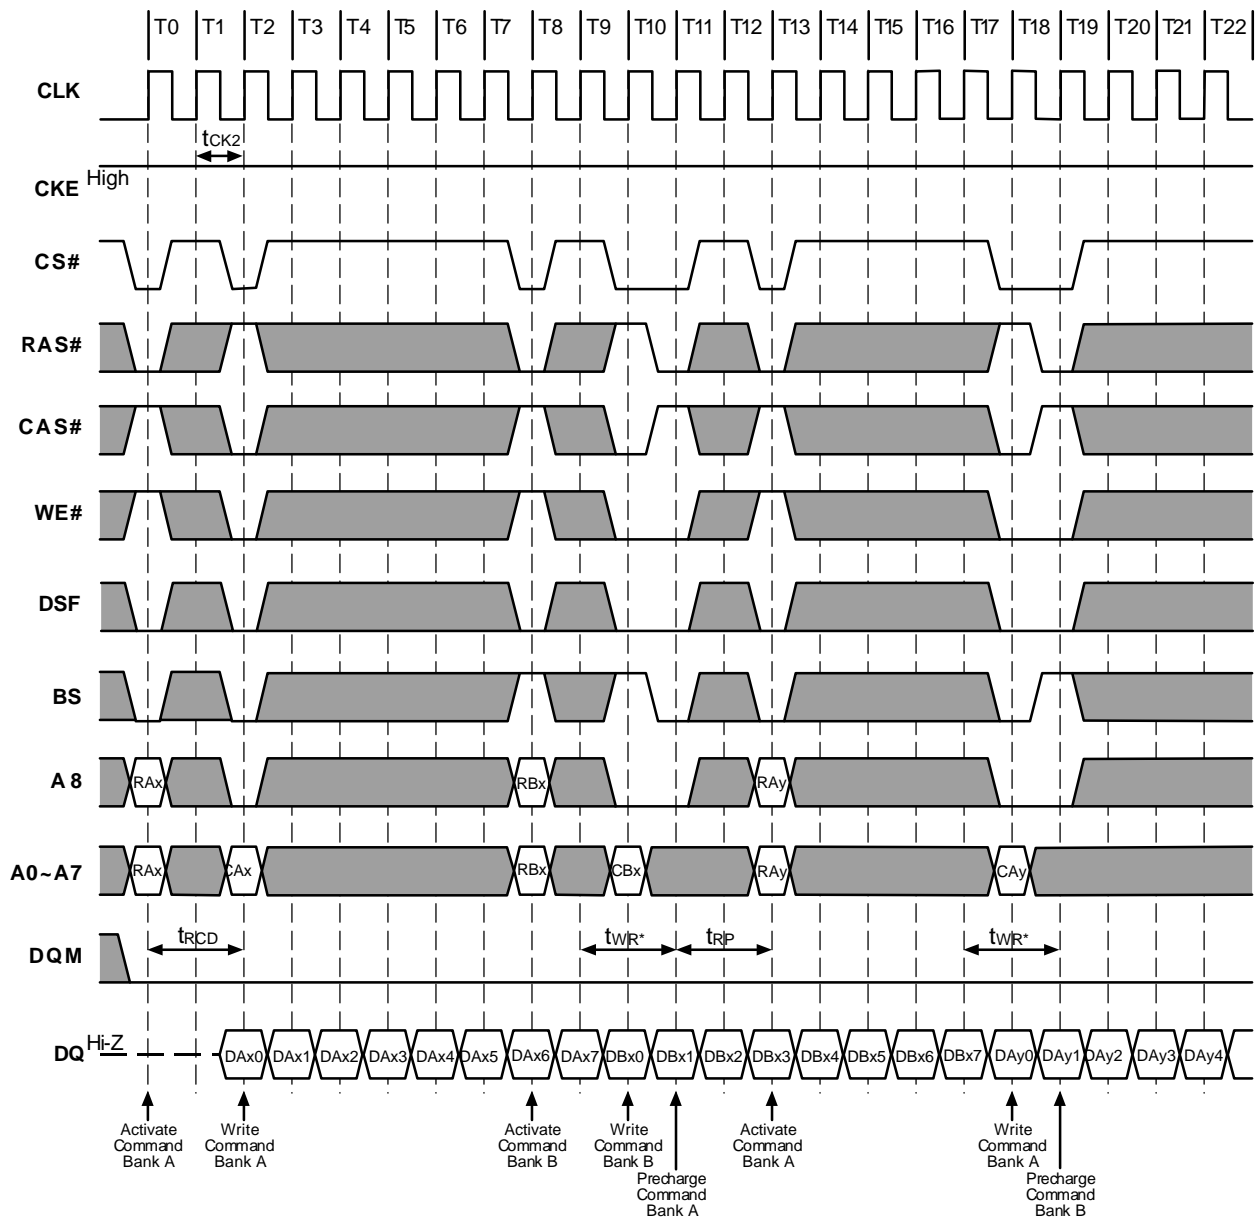 T0 T1 T2 T3 T4 T5 T6 T7 T8 T9 T10 T11 T12 T13 T14 T15 T16 T17 T18 T19 T20 T21 T22
CLK
tCK2
High
CKE
CS#
RAS#
CAS#
WE#
DSF
BS
A8 RAx RBx RAy
A0~A7 RAx CAx RBx CBx RAy CAy
tRCD tWR* tRP tWR*
DQM
Hi-Z
DQ DAx0 DAx1 DAx2 DAx3 DAx4 DAx5 DAx6 DAx7 DBx0 DBx1 DBx2 DBx3 DBx4 DBx5 DBx6 DBx7 DAy0 DAy1 DAy2 DAy3 DAy4
Activate
Command
Bank A
Write
Command
Bank A
Activate
Command
Bank B
Write
Command
Bank B
Precharge
Command
Bank A
Activate
Command
Bank A
Write
Command
Bank A
Precharge
Command
Bank B